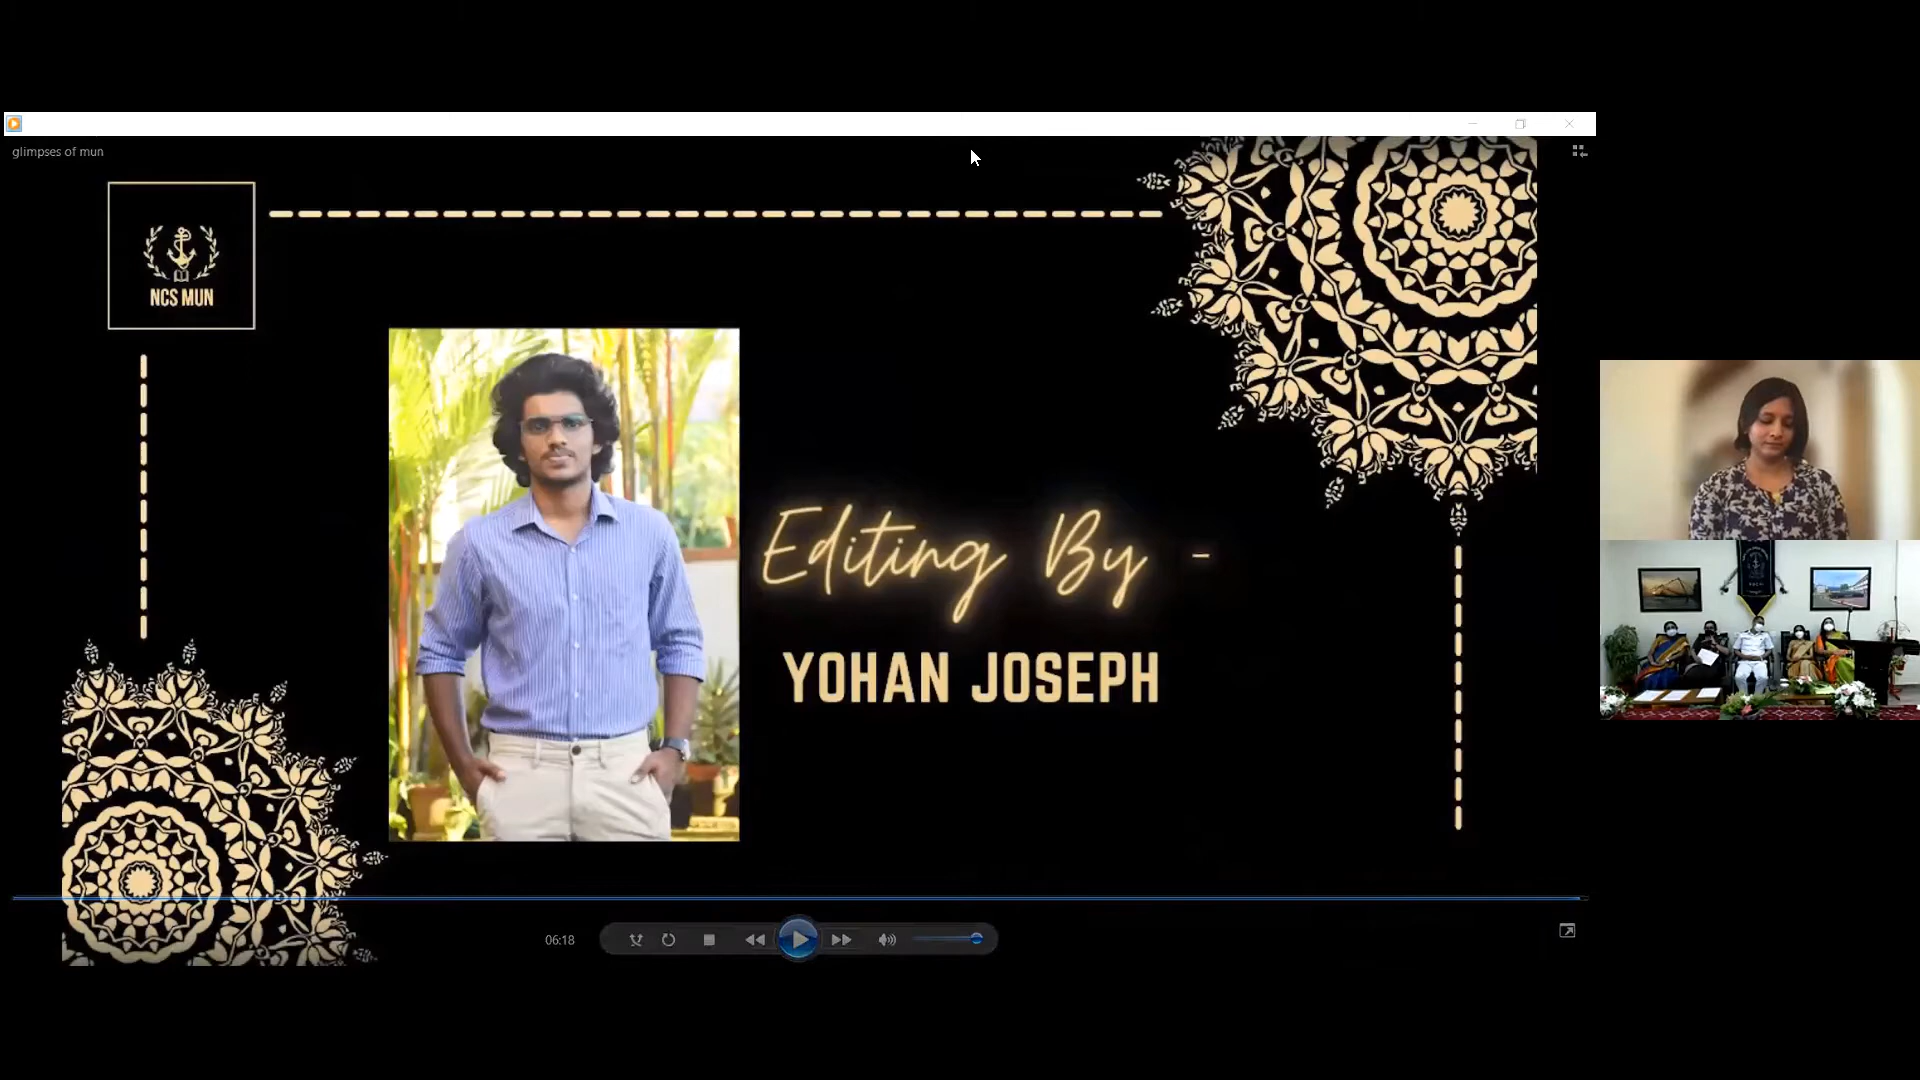 glimpses of mun
NCS MUN
Editing By -
YOHAN JOSEPH
06:18